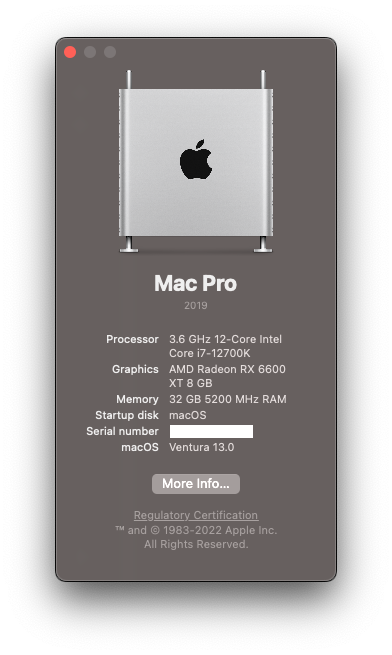 Mac Pro
2019
Processor 3.6 GHz 12-Core Intel
Core i7-12700K
Graphics AMD Radeon RX 6600
XT 8 GB
Memory 32 GB 5200 MHz RAM
Startup disk macOS
Serial number
macOS Ventura 13.0
More Info...
Regulatory Certification
™ and © 1983-2022 Apple Inc.
All Rights Reserved.